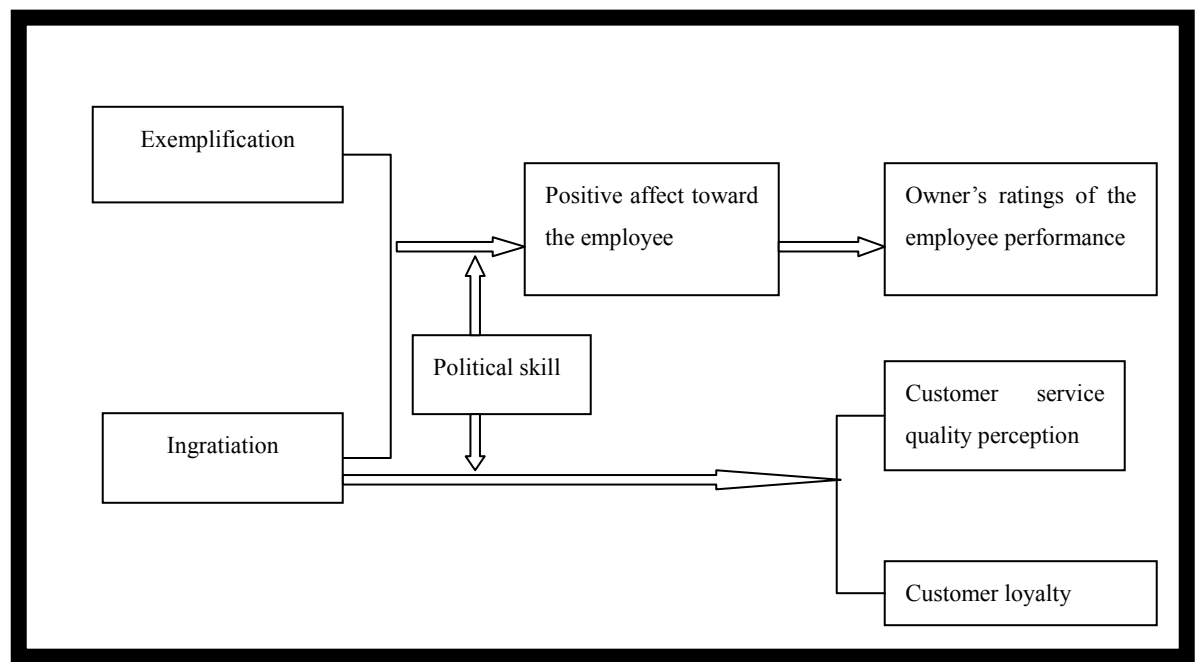 Exemplification
Positive affect toward
the employee
Owner’s ratings of the
employee performance
Political skill
Customer service
quality perception
Ingratiation
Customer loyalty